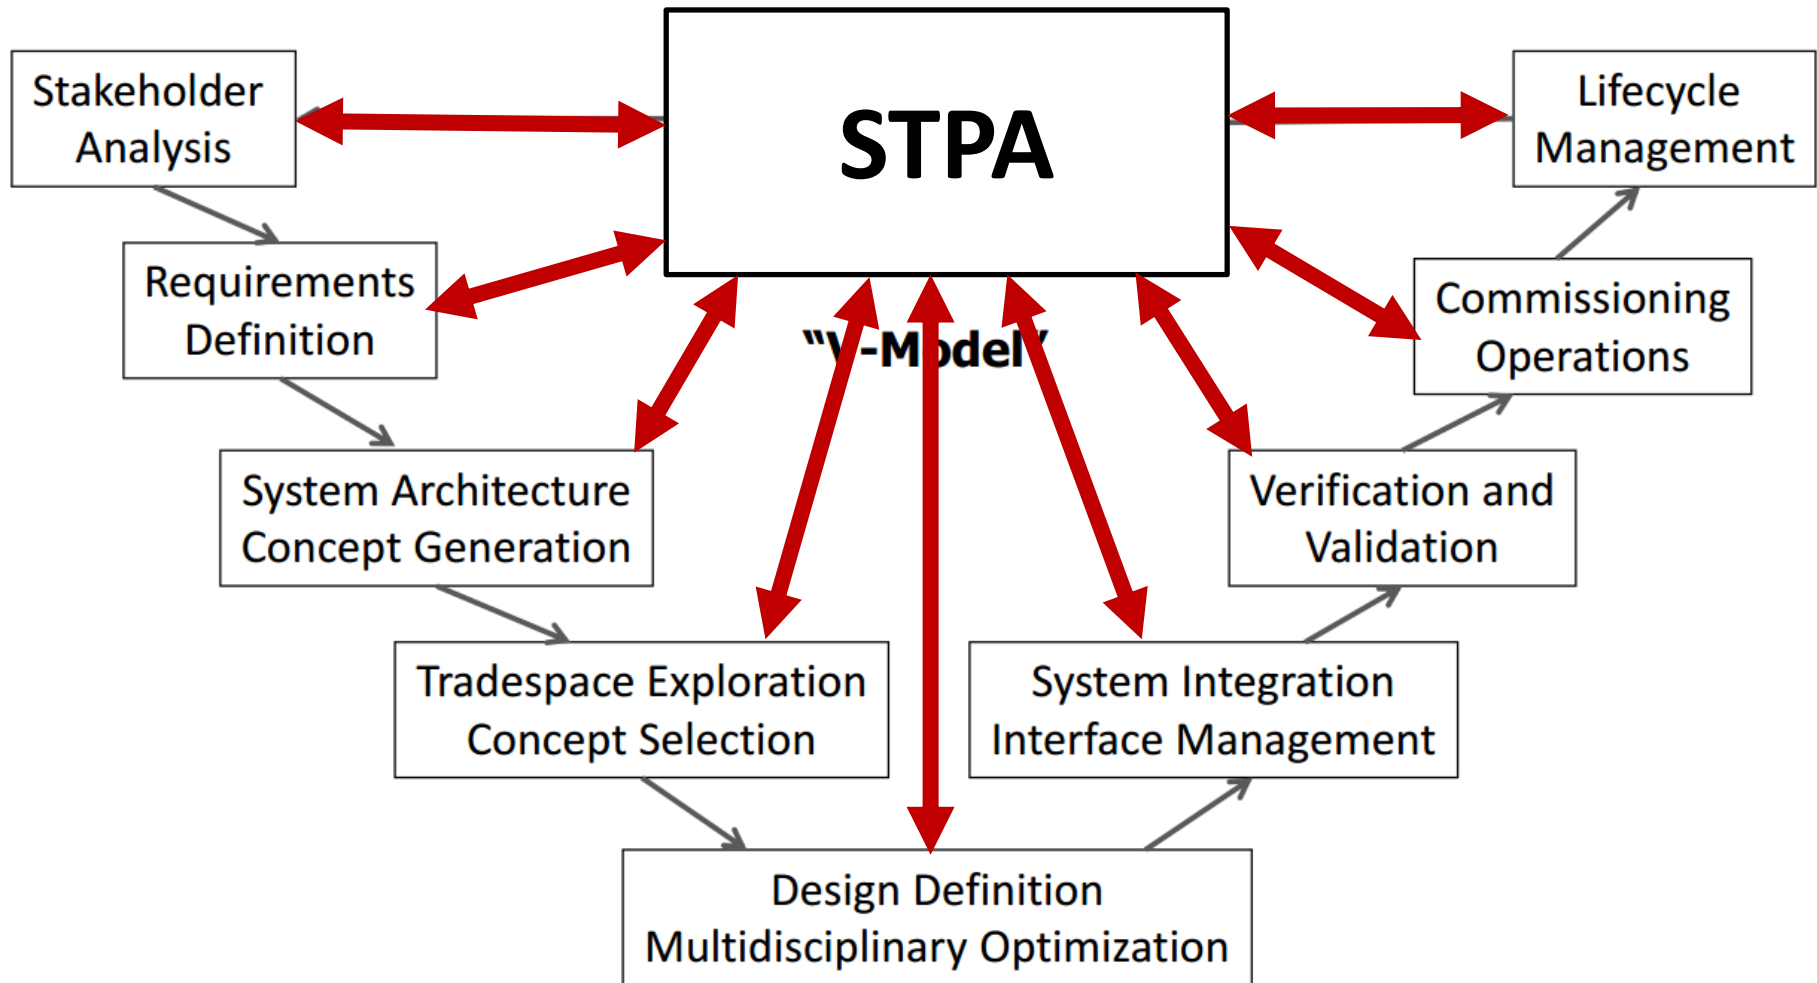 STPA
Stakeholder
Analysis
Lifecycle
Management
Requirements
Definition
"V-Model"
Commissioning
Operations
System Architecture
Concept Generation
Verification and
Validation
Tradespace Exploration
Concept Selection
System Integration
Interface Management
Design Definition
Multidisciplinary Optimization